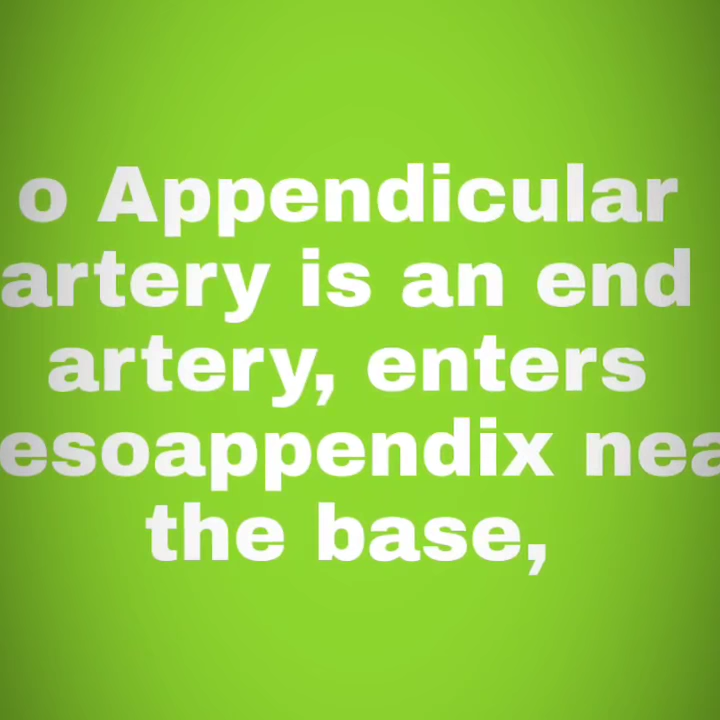 o Appendicular
artery is an end
artery, enters
esoappendix nea
the base,